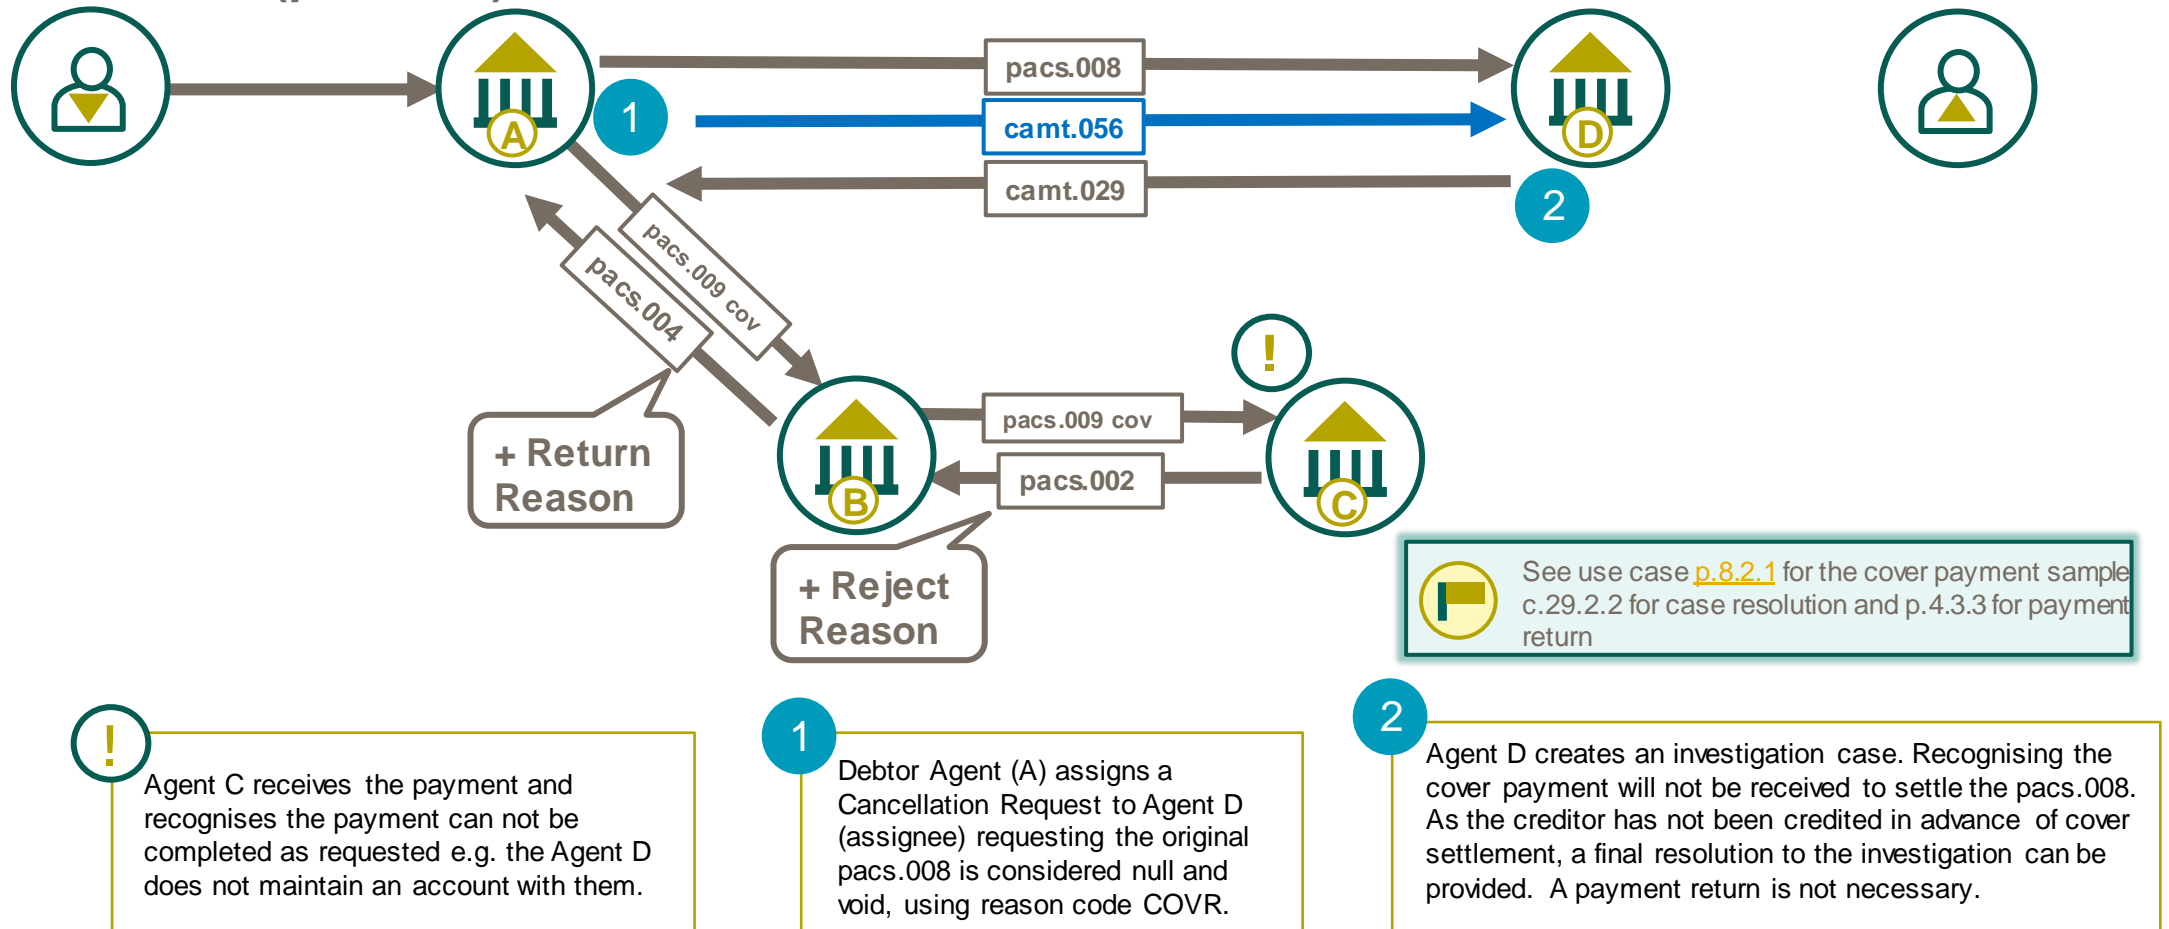 pacs.008
A
1
camt.056
D
camt.029
2
pacs.009 cov
pacs.004
!
pacs.009 cov
+ Return
Reason
pacs.002
B
C
+ Reject
Reason
See use case p.8.2.1 for the cover payment sample
c.29.2.2 for case resolution and p.4.3.3 for payment
return
!
Agent C receives the payment and
recognises the payment can not be
completed as requested e.g. the Agent D
does not maintain an account with them.
1
Debtor Agent (A) assigns a
Cancellation Request to Agent D
(assignee) requesting the original
pacs.008 is considered null and
void, using reason code COVR.
2
Agent D creates an investigation case. Recognising the
cover payment will not be received to settle the pacs.008.
As the creditor has not been credited in advance of cover
settlement, a final resolution to the investigation can be
provided. A payment return is not necessary.